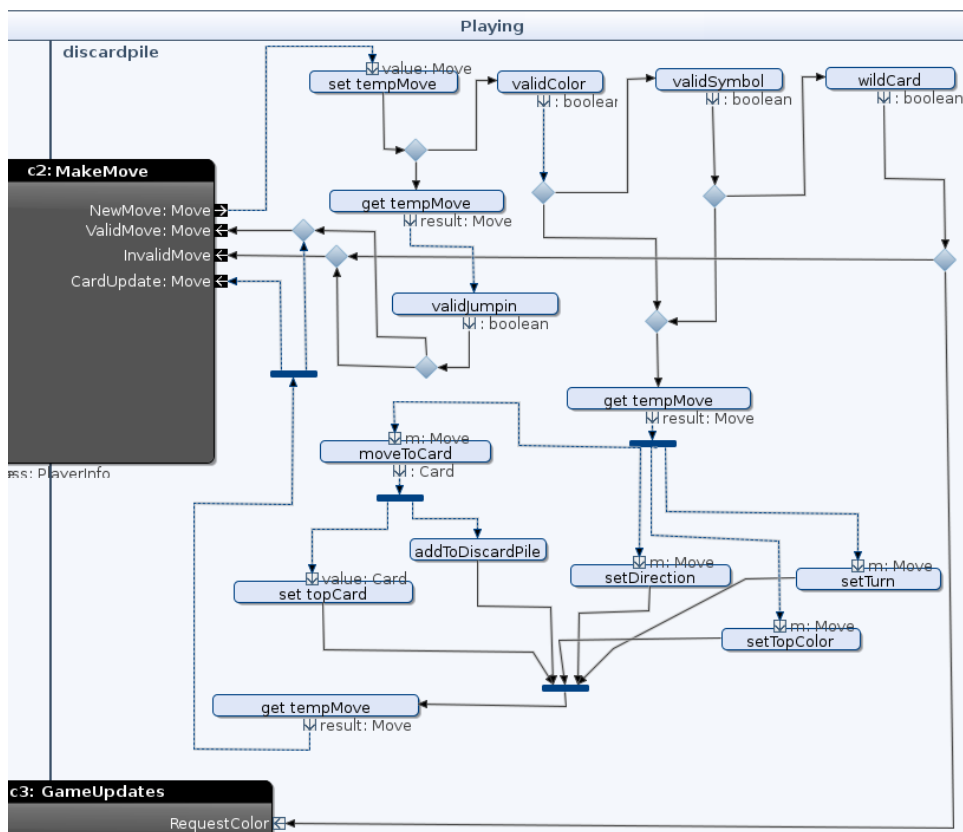 Playing
discardpile
value: Move
set tempMove
validColor
: boolean
validSymbol
: boolean
wildCard
: boolean
c2: MakeMove
NewMove: Move
ValidMove: Move
InvalidMove
CardUpdate: Move
get tempMove
result: Move
validJumpin
: boolean
get tempMove
result: Move
m: Move
moveToCard
: Card
ess: PlayerInfo
addToDiscardPile
value: Card
set topCard
m: Move
setDirection
m: Move
setTurn
m: Move
setTopColor
get tempMove
result: Move
c3: GameUpdates
RequestColor